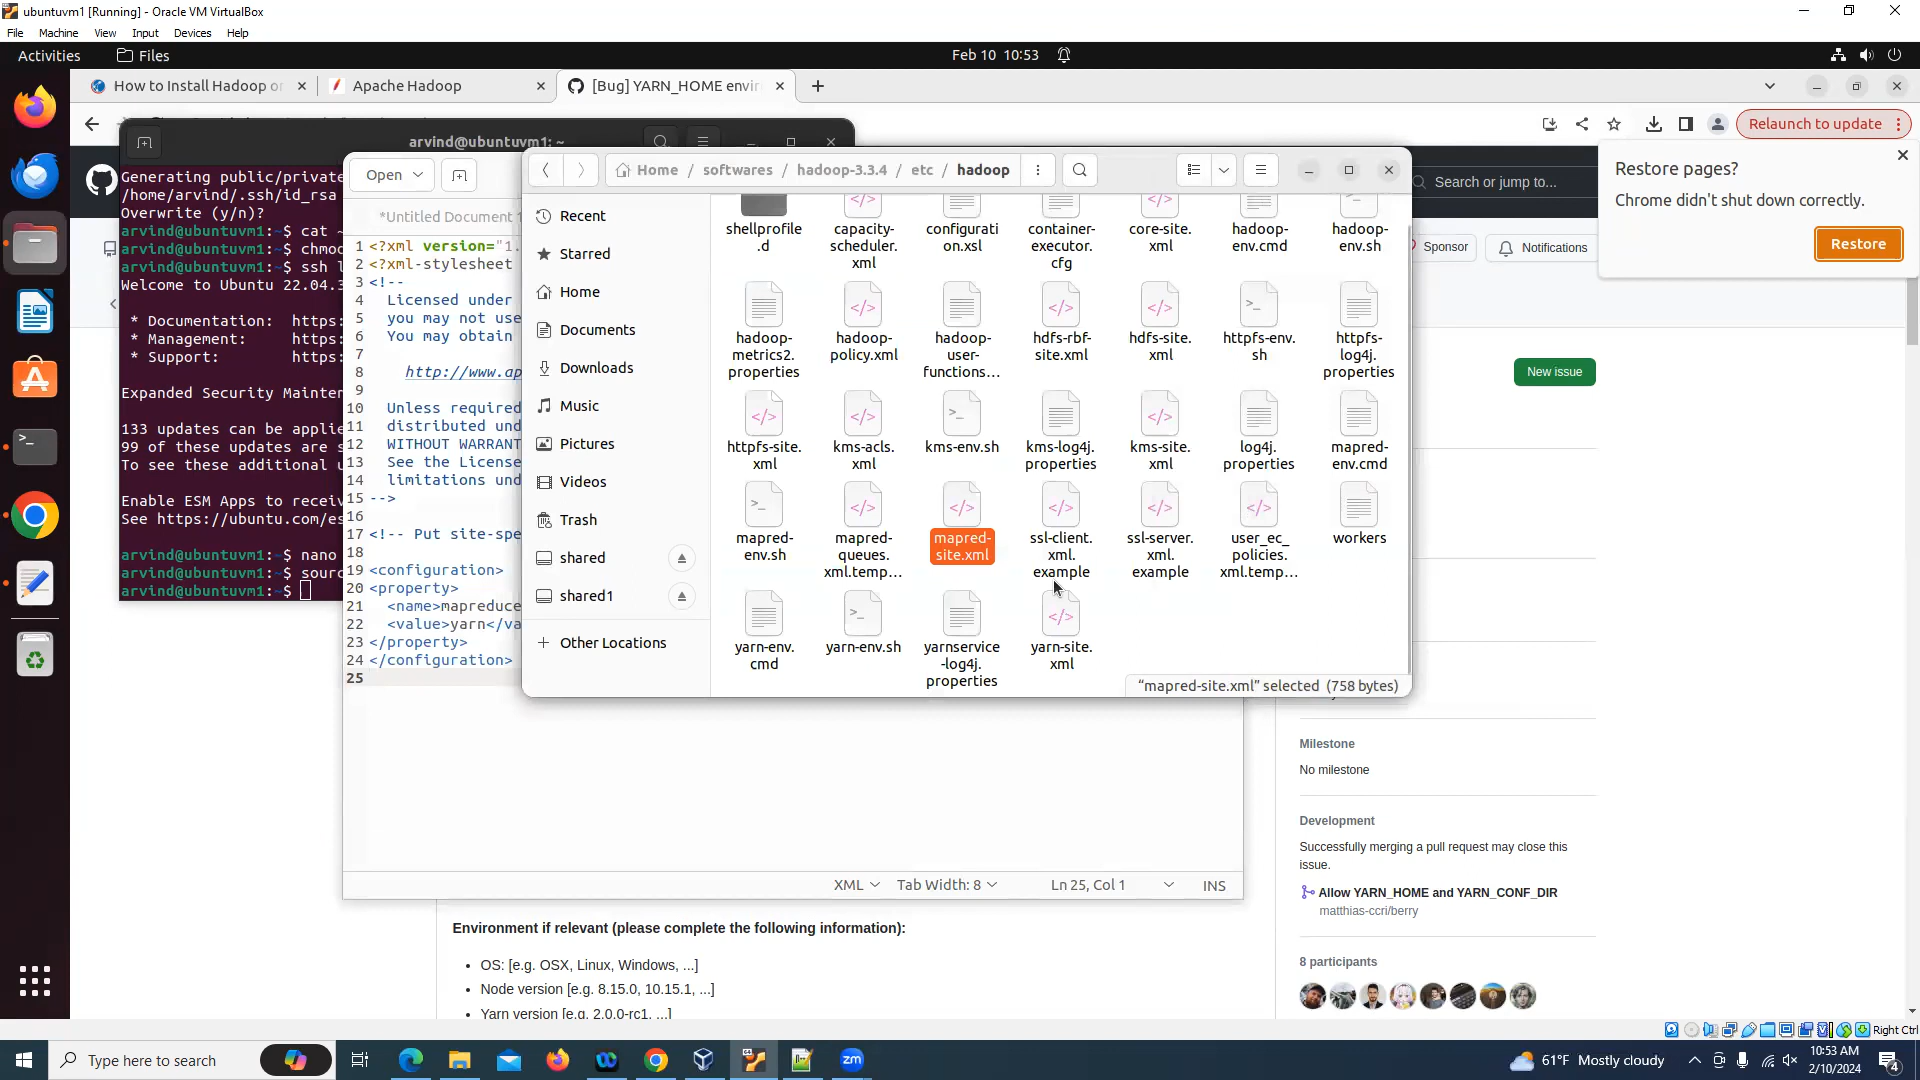 ubuntuvm1 [Running] - Oracle VM VirtualBox
File Machine View Input Devices Help
Activities Files Feb 10 10:53
How to Install Hadoop or
Apache Hadoop
[Bug] YARN_HOME envir
Relaunch to update
Restore pages?
Chrome didn't shut down correctly.
Restore
Search or jump to...
Sponsor Notifications
New issue
arvind@ubuntuvm1: ~
Generating public/private
/home/arvind/.ssh/id_rsa
Overwrite (y/n)?
arvind@ubuntuvm1:~$ cat ~
arvind@ubuntuvm1:~$ chmo
arvind@ubuntuvm1:~$ ssh l
Welcome to Ubuntu 22.04.3
* Documentation: https:
* Management: https:
* Support: https:
Expanded Security Mainten
133 updates can be applie
99 of these updates are s
To see these additional u
Enable ESM Apps to receiv
See https://ubuntu.com/es
arvind@ubuntuvm1:~$ nano
arvind@ubuntuvm1:~$ sourc
arvind@ubuntuvm1:~$
Open
*Untitled Document 1
1 <?xml version="1.
2 <?xml-stylesheet
3 <!--
4 Licensed under
5 you may not use
6 You may obtain
7
8 http://www.ap
9
10 Unless required
11 distributed und
12 WITHOUT WARRANT
13 See the License
14 limitations und
15 -->
16
17 <!-- Put site-spe
18
19 <configuration>
20 <property>
21 <name>mapreduce
22 <value>yarn</va
23 </property>
24 </configuration>
25
XML Tab Width: 8 Ln 25, Col 1 INS
Home / softwares / hadoop-3.3.4 / etc / hadoop
Recent
Starred
Home
Documents
Downloads
Music
Pictures
Videos
Trash
shared
shared1
Other Locations
shellprofile.d
capacity-scheduler.xml
configuration.xsl
container-executor.cfg
core-site.xml
hadoop-env.cmd
hadoop-env.sh
hadoop-metrics2.properties
hadoop-policy.xml
hadoop-user-functions...
hdfs-rbf-site.xml
hdfs-site.xml
httpfs-env.sh
httpfs-log4j.properties
httpfs-site.xml
kms-acls.xml
kms-env.sh
kms-log4j.properties
kms-site.xml
log4j.properties
mapred-env.cmd
mapred-env.sh
mapred-queues.xml.temp...
mapred-site.xml
ssl-client.xml.example
ssl-server.xml.example
user_ec_policies.xml.temp...
workers
yarn-env.cmd
yarn-env.sh
yarnservice-log4j.properties
yarn-site.xml
"mapred-site.xml" selected (758 bytes)
Milestone
No milestone
Development
Successfully merging a pull request may close this
issue.
Allow YARN_HOME and YARN_CONF_DIR
matthias-ccri/berry
8 participants
Environment if relevant (please complete the following information):
• OS: [e.g. OSX, Linux, Windows, ...]
• Node version [e.g. 8.15.0, 10.15.1, ...]
• Yarn version [e.g. 2.0.0-rc1, ...]
Right Ctrl
Type here to search
zm
61°F Mostly cloudy
10:53 AM
2/10/2024
4